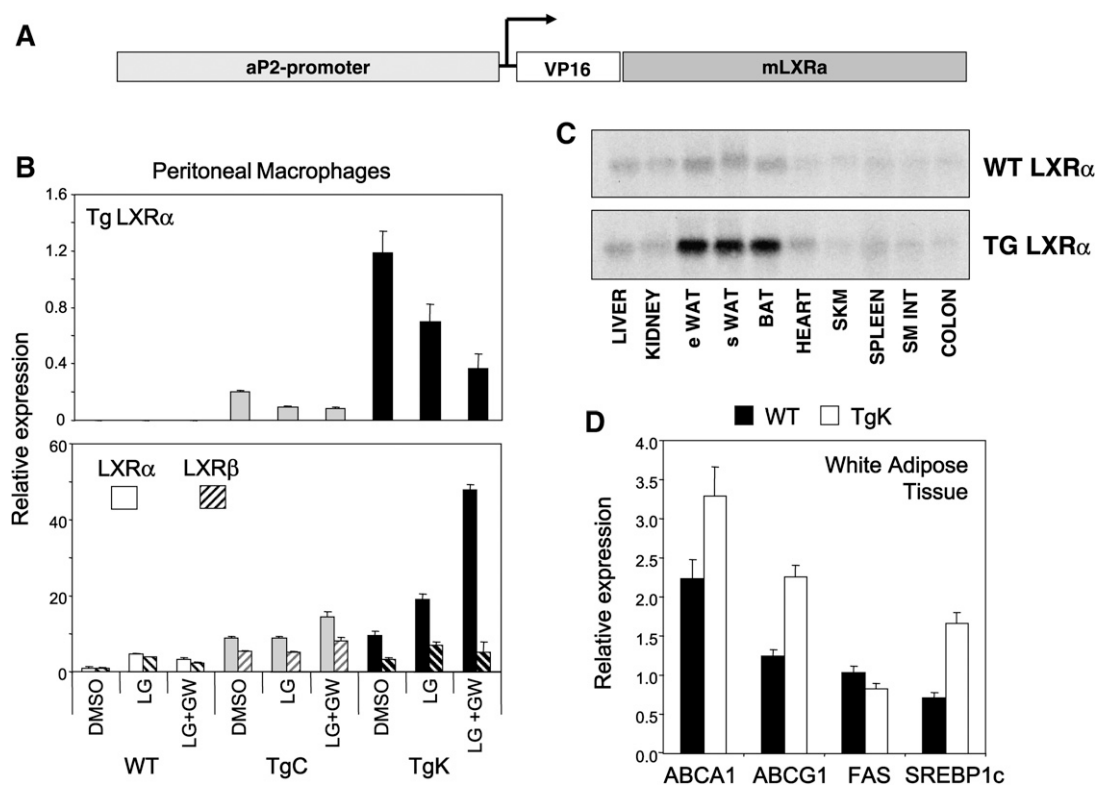 A
aP2-promoter VP16 mLXRa
B
Peritoneal Macrophages
Tg LXRα
Relative expression
1.6
1.2
0.8
0.4
0
60
40
20
0
LXRα LXRβ
DMSO LG LG+GW DMSO LG LG+GW DMSO LG LG +GW
WT TgC TgK
C
WT LXRα
TG LXRα
LIVER KIDNEY e WAT s WAT BAT HEART SKM SPLEEN SM INT COLON
D
WT TgK
White Adipose
Tissue
Relative expression
4.0
3.5
3.0
2.5
2.0
1.5
1.0
0.5
0.0
ABCA1 ABCG1 FAS SREBP1c